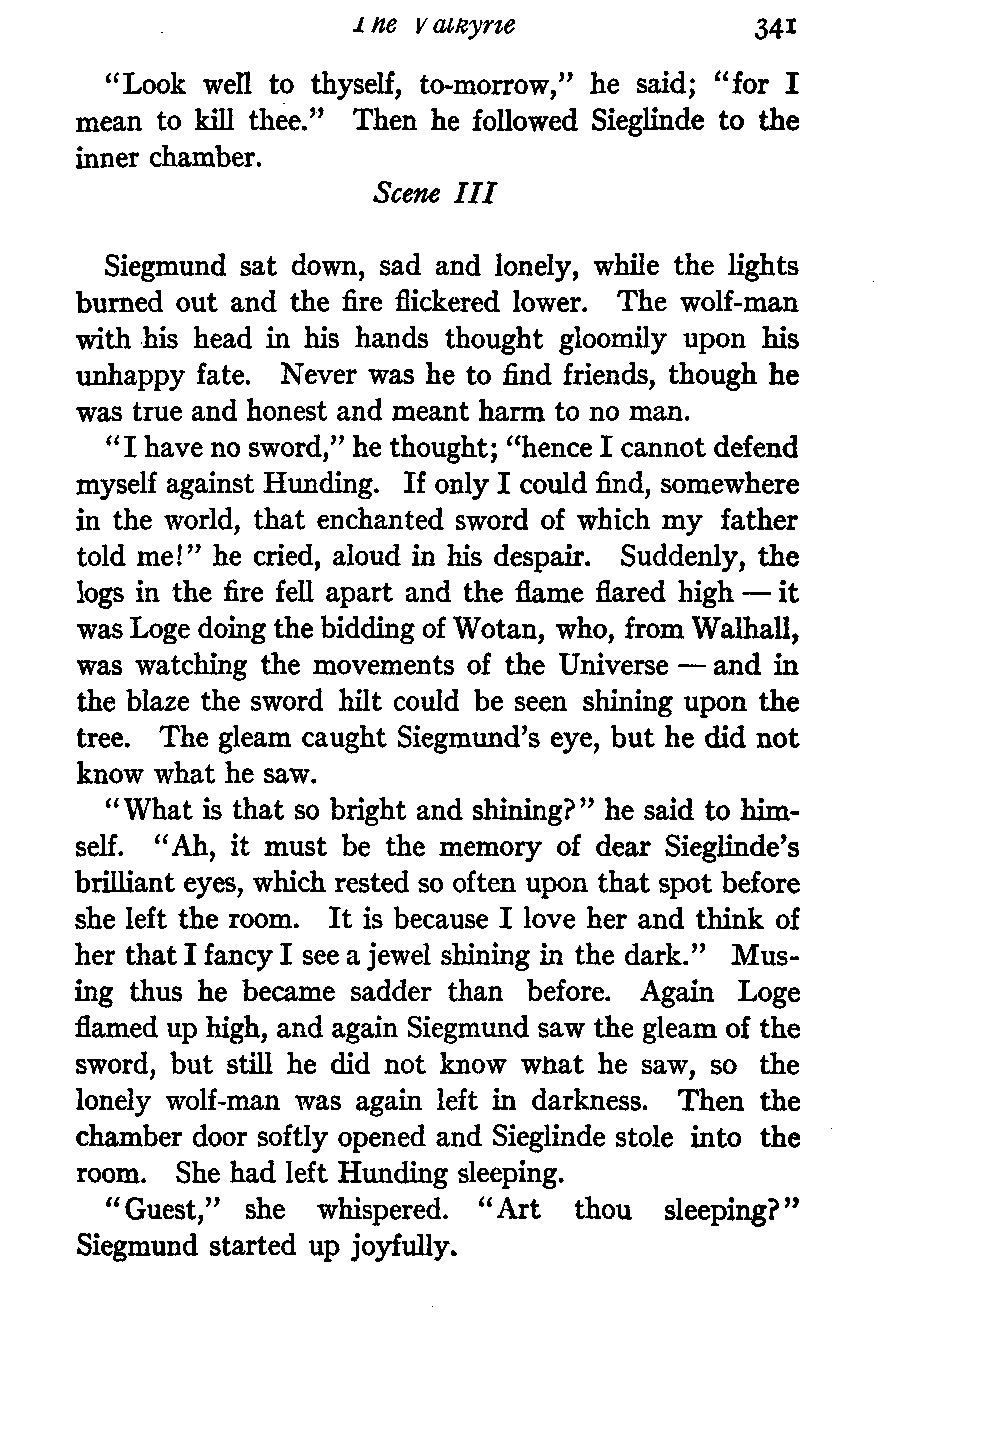 The Valkyrie 341
“Look well to thyself, to-morrow,” he said; “for I
mean to kill thee.” Then he followed Sieglinde to the
inner chamber.
Scene III
Siegmund sat down, sad and lonely, while the lights
burned out and the fire flickered lower. The wolf-man
with his head in his hands thought gloomily upon his
unhappy fate. Never was he to find friends, though he
was true and honest and meant harm to no man.
“I have no sword,” he thought; “hence I cannot defend
myself against Hunding. If only I could find, somewhere
in the world, that enchanted sword of which my father
told me!” he cried, aloud in his despair. Suddenly, the
logs in the fire fell apart and the flame flared high — it
was Loge doing the bidding of Wotan, who, from Walhall,
was watching the movements of the Universe — and in
the blaze the sword hilt could be seen shining upon the
tree. The gleam caught Siegmund's eye, but he did not
know what he saw.
“What is that so bright and shining?” he said to him-
self. “Ah, it must be the memory of dear Sieglinde's
brilliant eyes, which rested so often upon that spot before
she left the room. It is because I love her and think of
her that I fancy I see a jewel shining in the dark.” Mus-
ing thus he became sadder than before. Again Loge
flamed up high, and again Siegmund saw the gleam of the
sword, but still he did not know what he saw, so the
lonely wolf-man was again left in darkness. Then the
chamber door softly opened and Sieglinde stole into the
room. She had left Hunding sleeping.
“Guest,” she whispered. “Art thou sleeping?”
Siegmund started up joyfully.